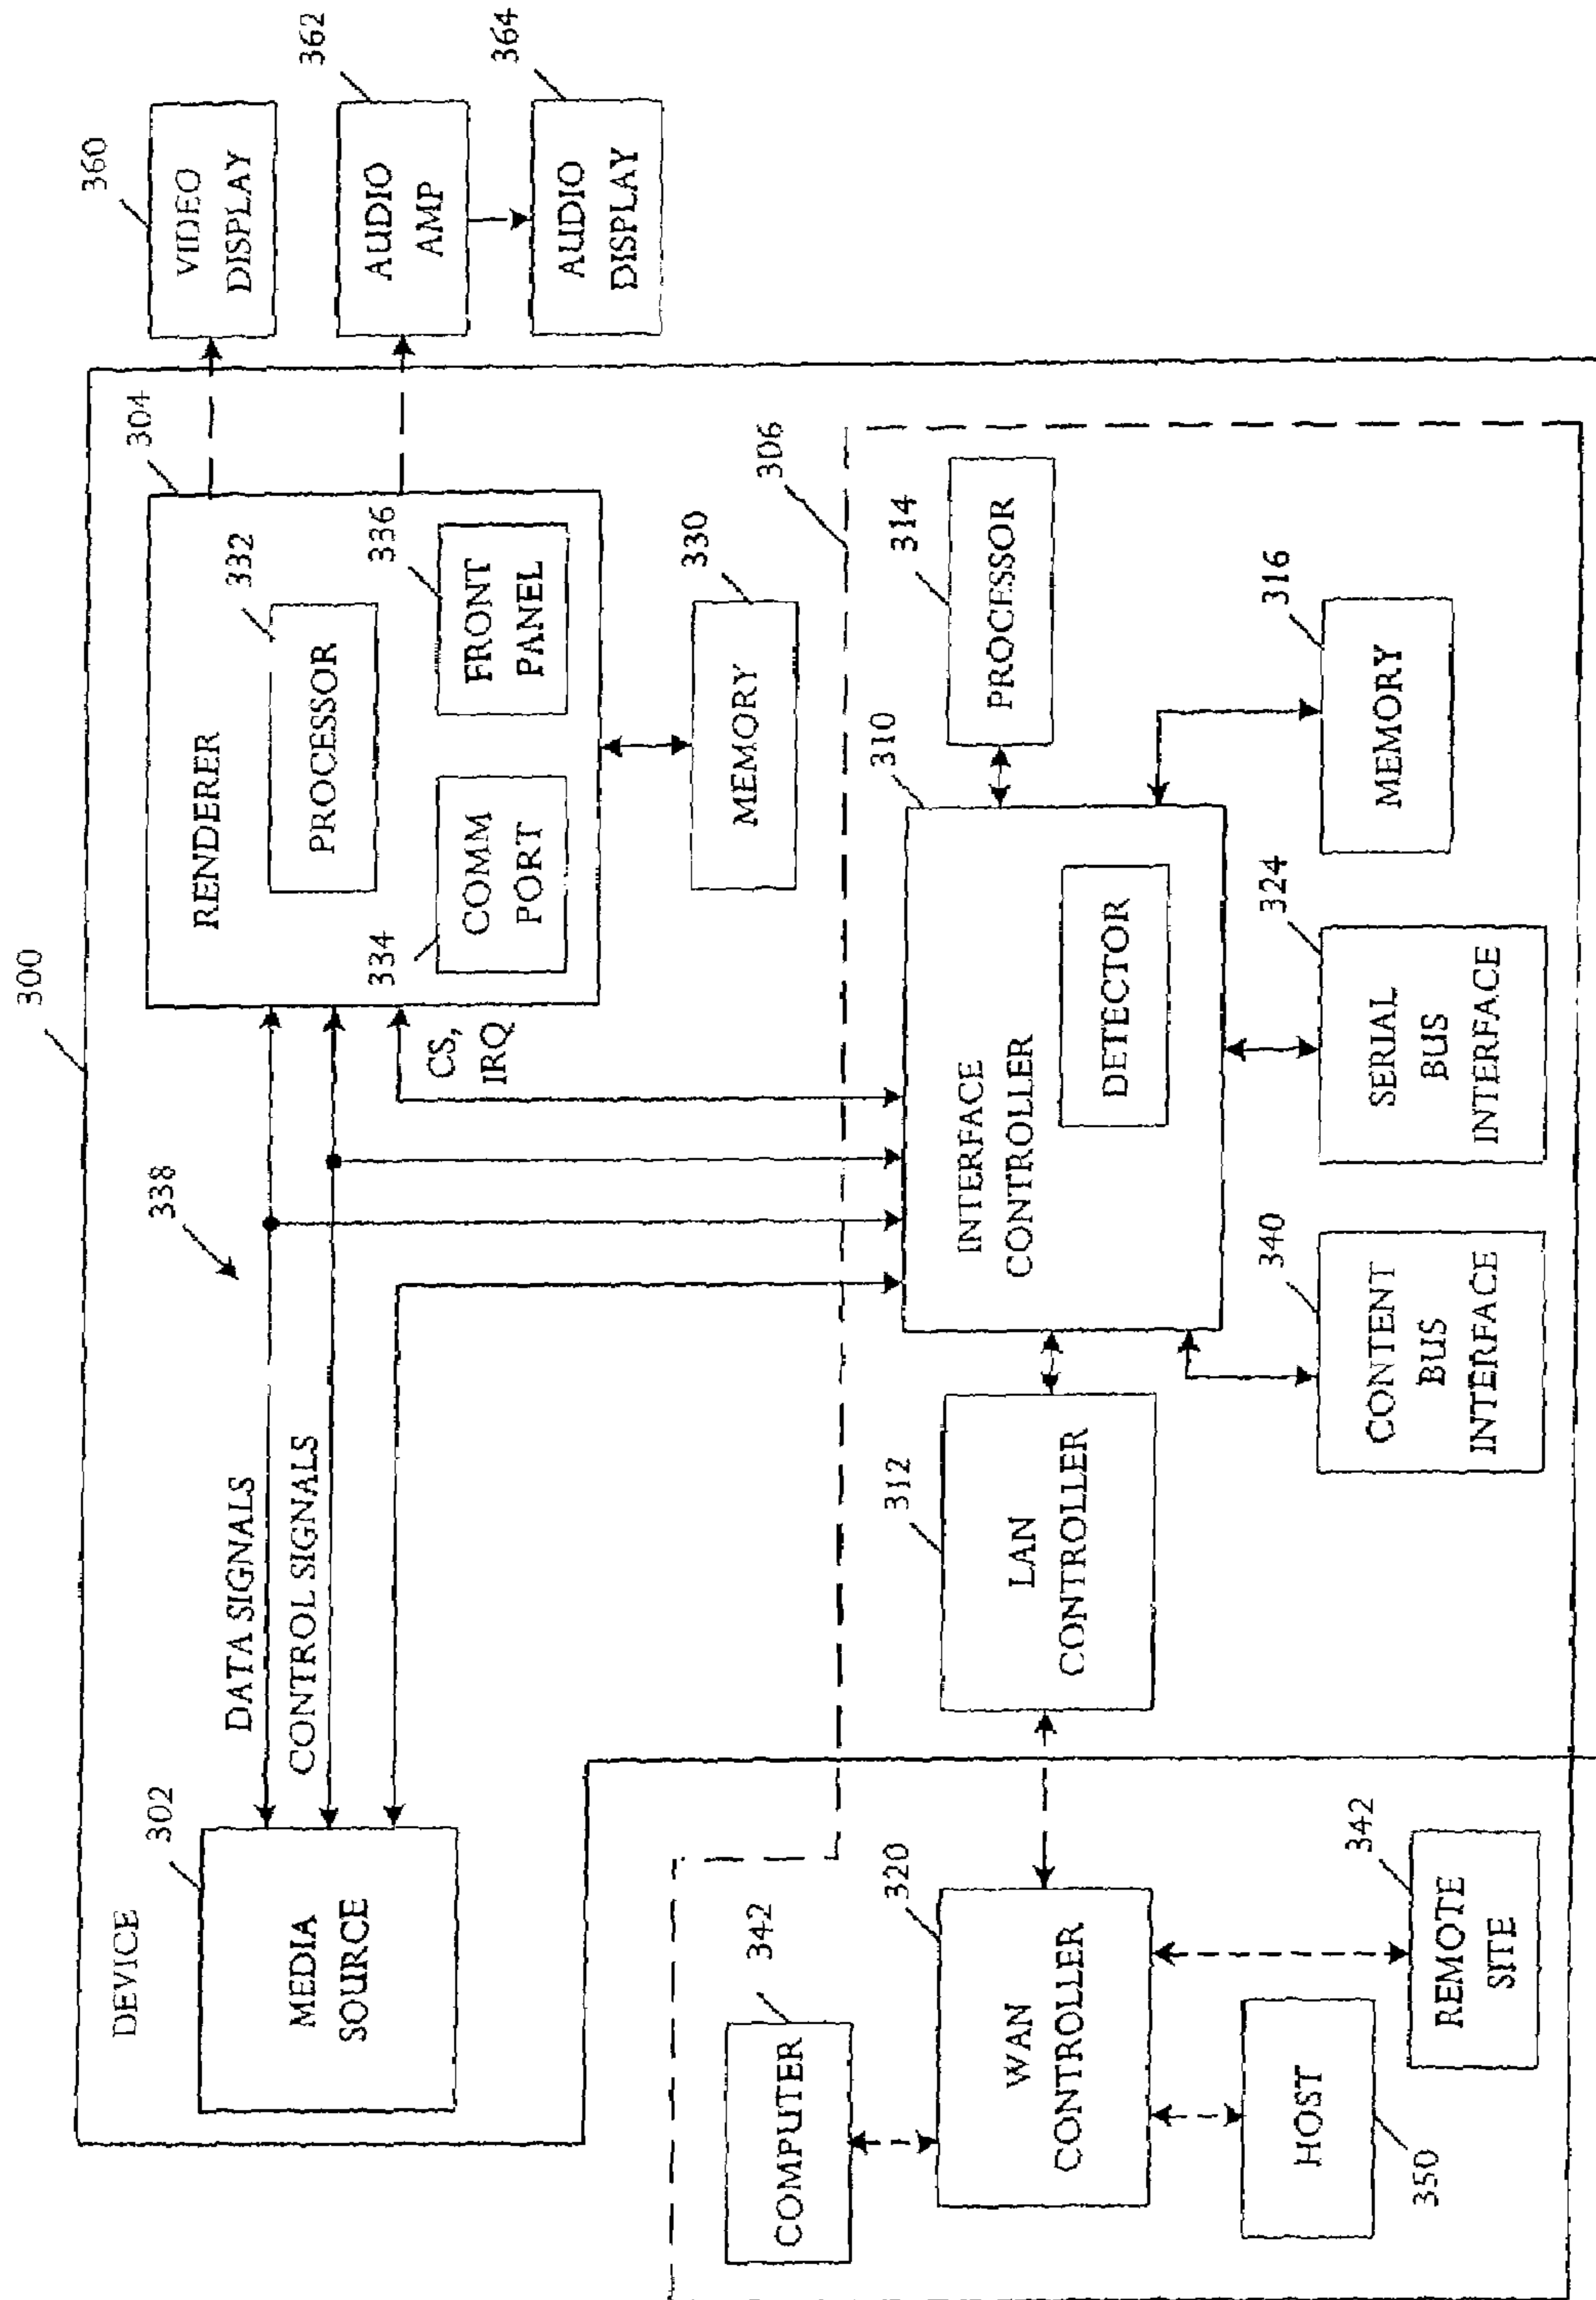 300
DEVICE
302
MEDIA
SOURCE
DATA SIGNALS
CONTROL SIGNALS
338
CS,
IRQ
304
RENDERER
332
PROCESSOR
334
COMM
PORT
336
FRONT
PANEL
330
MEMORY
360
VIDEO
DISPLAY
362
AUDIO
AMP
364
AUDIO
DISPLAY
306
310
INTERFACE
CONTROLLER
DETECTOR
314
PROCESSOR
316
MEMORY
312
LAN
CONTROLLER
340
CONTENT
BUS
INTERFACE
324
SERIAL
BUS
INTERFACE
342
COMPUTER
320
WAN
CONTROLLER
HOST
350
342
REMOTE
SITE